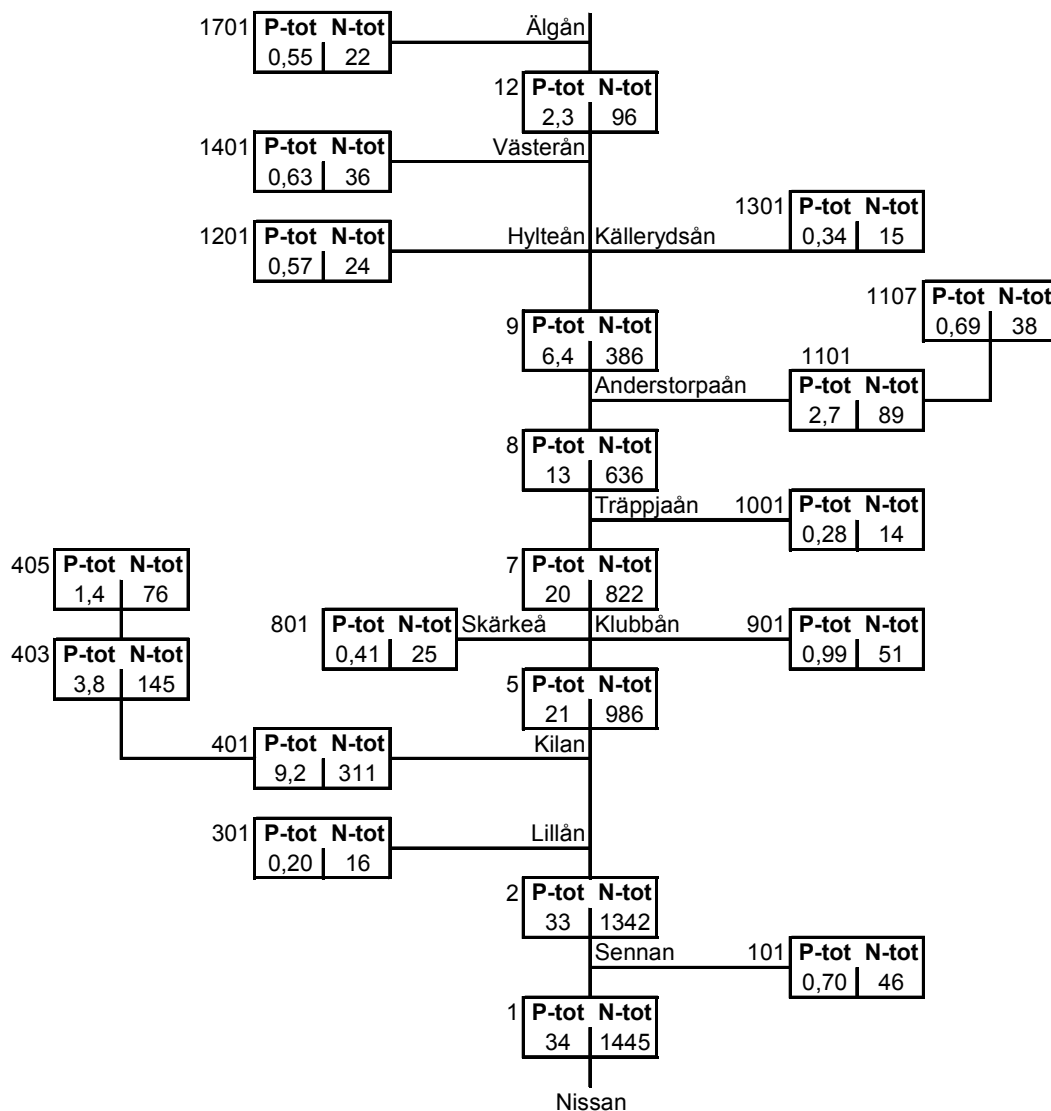 1701 P-tot N-tot Älgån
0,55 22
12 P-tot N-tot
2,3 96
1401 P-tot N-tot Västerån
0,63 36
1301 P-tot N-tot
0,34 15
1201 P-tot N-tot Hylteån Källerydsån
0,57 24
1107 P-tot N-tot
0,69 38
9 P-tot N-tot
6,4 386
1101
Anderstorpaån P-tot N-tot
2,7 89
8 P-tot N-tot
13 636
Träppjaån 1001 P-tot N-tot
0,28 14
405 P-tot N-tot
1,4 76
7 P-tot N-tot
20 822
801 P-tot N-tot Skärkeå Klubbån 901 P-tot N-tot
0,41 25 0,99 51
403 P-tot N-tot
3,8 145
5 P-tot N-tot
21 986
401 P-tot N-tot Kilan
9,2 311
301 P-tot N-tot Lillån
0,20 16
2 P-tot N-tot
33 1342
Sennan 101 P-tot N-tot
0,70 46
1 P-tot N-tot
34 1445
Nissan